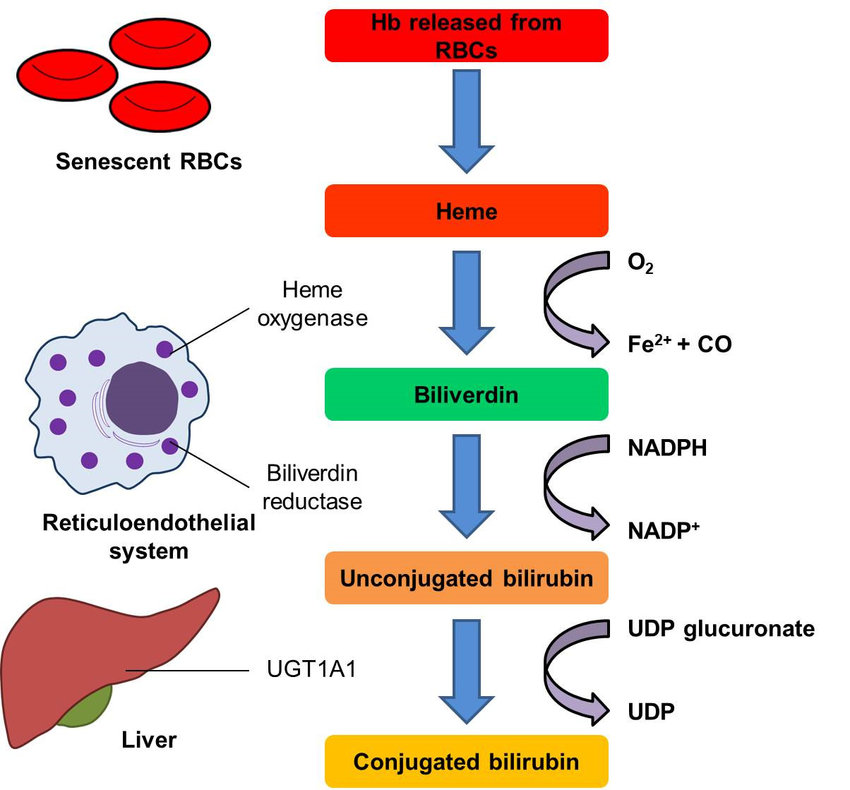 Hb released from
RBCs
Senescent RBCs
Heme
O₂
Heme
oxygenase
Fe²⁺ + CO
Biliverdin
NADPH
Biliverdin
reductase
Reticuloendothelial
system
NADP⁺
Unconjugated bilirubin
UDP glucuronate
UGT1A1
UDP
Liver
Conjugated bilirubin